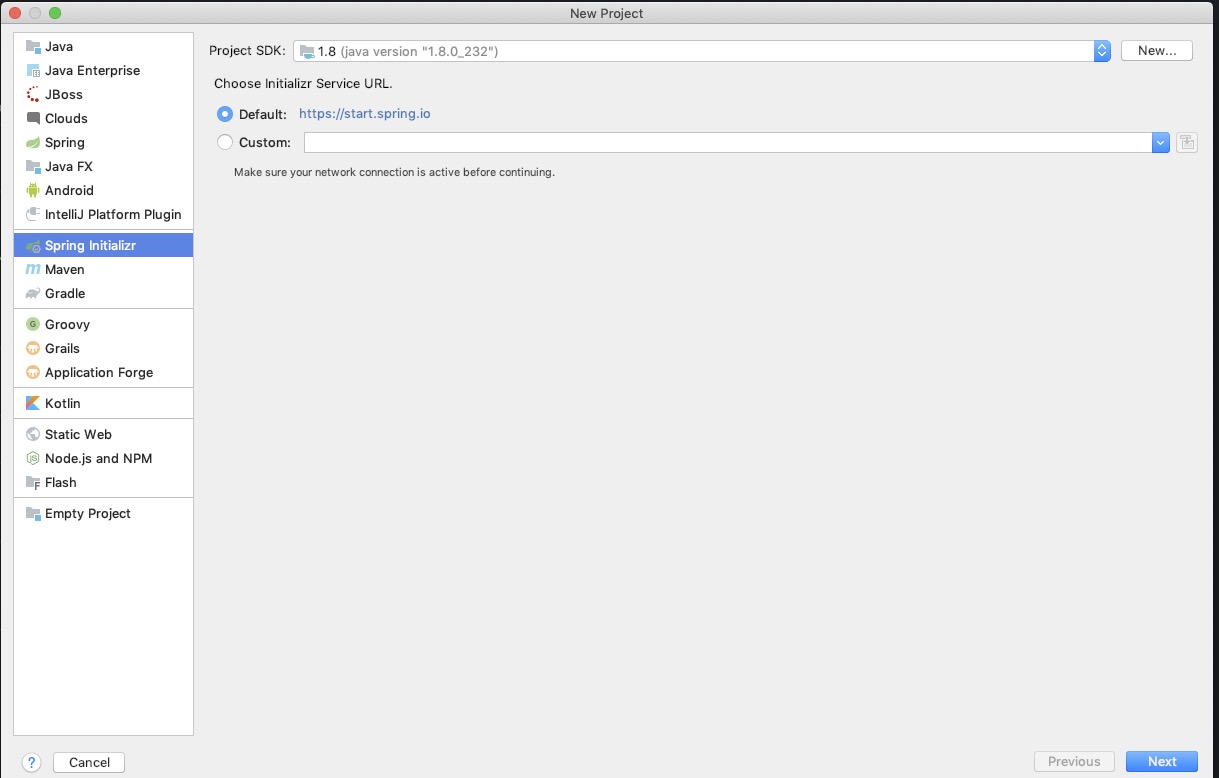 New Project
Java
Java Enterprise
JBoss
Clouds
Spring
Java FX
Android
IntelliJ Platform Plugin
Spring Initializr
Maven
Gradle
Groovy
Grails
Application Forge
Kotlin
Static Web
Node.js and NPM
Flash
Empty Project
Project SDK: 1.8 (java version "1.8.0_232") New...
Choose Initializr Service URL.
Default: https://start.spring.io
Custom:
Make sure your network connection is active before continuing.
? Cancel Previous Next